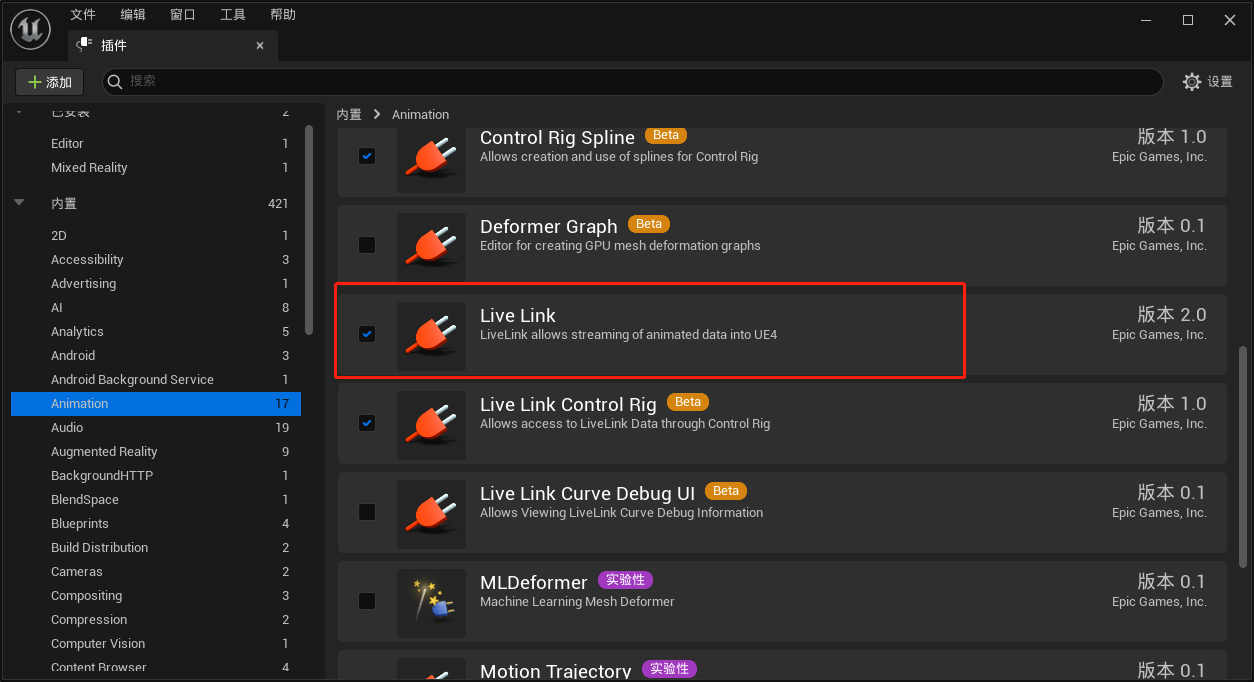 文件 编辑 窗口 工具 帮助
插件
添加
搜索
设置
已安装 2
Editor 1
Mixed Reality 1
内置 421
2D 1
Accessibility 3
Advertising 1
AI 8
Analytics 5
Android 3
Android Background Service 1
Animation 17
Audio 19
Augmented Reality 9
BackgroundHTTP 1
BlendSpace 1
Blueprints 4
Build Distribution 2
Cameras 2
Compositing 3
Compression 2
Computer Vision 1
Content Browser 4
内置 > Animation
Control Rig Spline Beta 版本 1.0
Allows creation and use of splines for Control Rig Epic Games, Inc.
Deformer Graph Beta 版本 0.1
Editor for creating GPU mesh deformation graphs Epic Games, Inc.
Live Link 版本 2.0
LiveLink allows streaming of animated data into UE4 Epic Games, Inc.
Live Link Control Rig Beta 版本 1.0
Allows access to LiveLink Data through Control Rig Epic Games, Inc.
Live Link Curve Debug UI Beta 版本 0.1
Allows Viewing LiveLink Curve Debug Information Epic Games, Inc.
MLDeformer 实验性 版本 0.1
Machine Learning Mesh Deformer Epic Games, Inc.
Motion Trajectory 实验性 版本 0.1